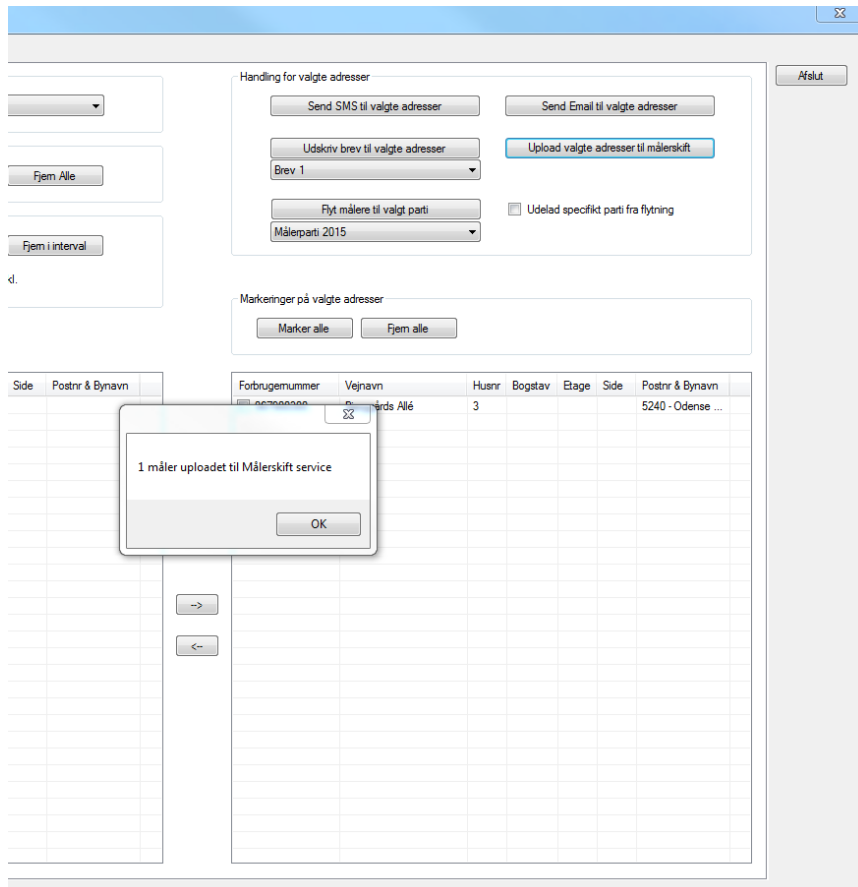 Afslut
Handling for valgte adresser
Send SMS til valgte adresser
Send Email til valgte adresser
Udskriv brev til valgte adresser
Upload valgte adresser til målerskift
Brev 1
Fjern Alle
Flyt målere til valgt parti
Udelad specifikt parti fra flytning
Målerparti 2015
Fjern i interval
kl.
Markeringer på valgte adresser
Marker alle
Fjern alle
Side Postnr & Bynavn
Forbrugernummer Vejnavn Husnr Bogstav Etage Side Postnr & Bynavn
Allé 3 5240 - Odense ...
1 måler uploadet til Målerskift service
OK
-->
<--